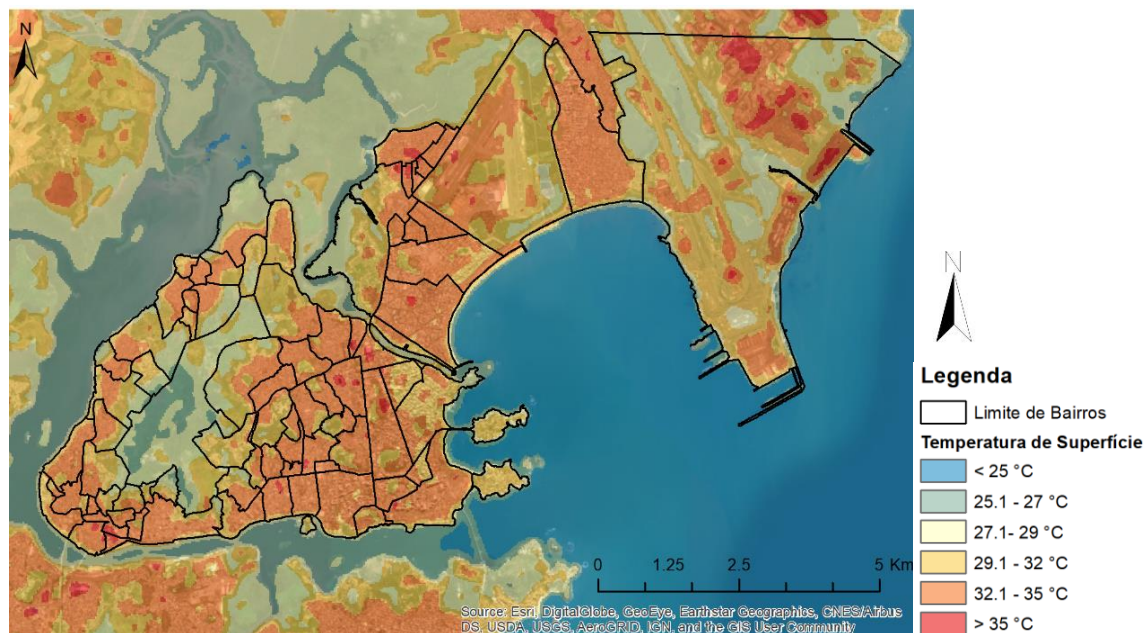 N
N
Legenda
Limite de Bairros
Temperatura de Superfície
< 25 °C
25.1 - 27 °C
27.1- 29 °C
29.1 - 32 °C
32.1 - 35 °C
> 35 °C
0 1.25 2.5 5 Km
Source: Esri, DigitalGlobe, GeoEye, Earthstar Geographics, CNES/Airbus
DS, USDA, USGS, AeroGRID, IGN, and the GIS User Community